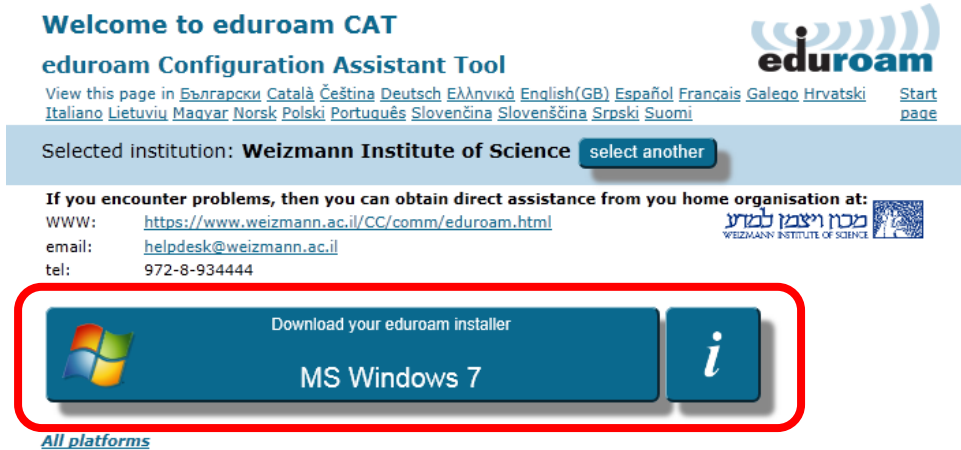 Welcome to eduroam CAT
eduroam
eduroam Configuration Assistant Tool
View this page in Български Català Čeština Deutsch Ελληνικά English(GB) Español Français Galego Hrvatski
Italiano Lietuvių Magyar Norsk Polski Português Slovenčina Slovenščina Srpski Suomi
Start
page
Selected institution: Weizmann Institute of Science select another
If you encounter problems, then you can obtain direct assistance from you home organisation at:
WWW: https://www.weizmann.ac.il/CC/comm/eduroam.html
מכון ויצמן למדע
WEIZMANN INSTITUTE OF SCIENCE
email: helpdesk@weizmann.ac.il
tel: 972-8-934444
Download your eduroam installer
MS Windows 7
i
All platforms